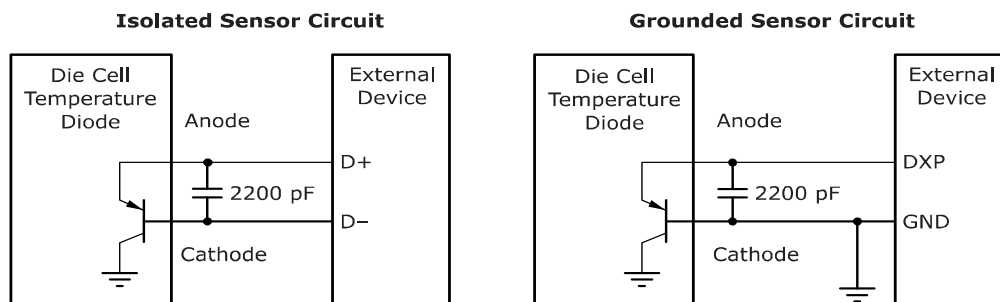 Isolated Sensor Circuit
Die Cell
Temperature
Diode
Anode
External
Device
D+
2200 pF
D−
Cathode
Grounded Sensor Circuit
Die Cell
Temperature
Diode
Anode
External
Device
DXP
2200 pF
GND
Cathode